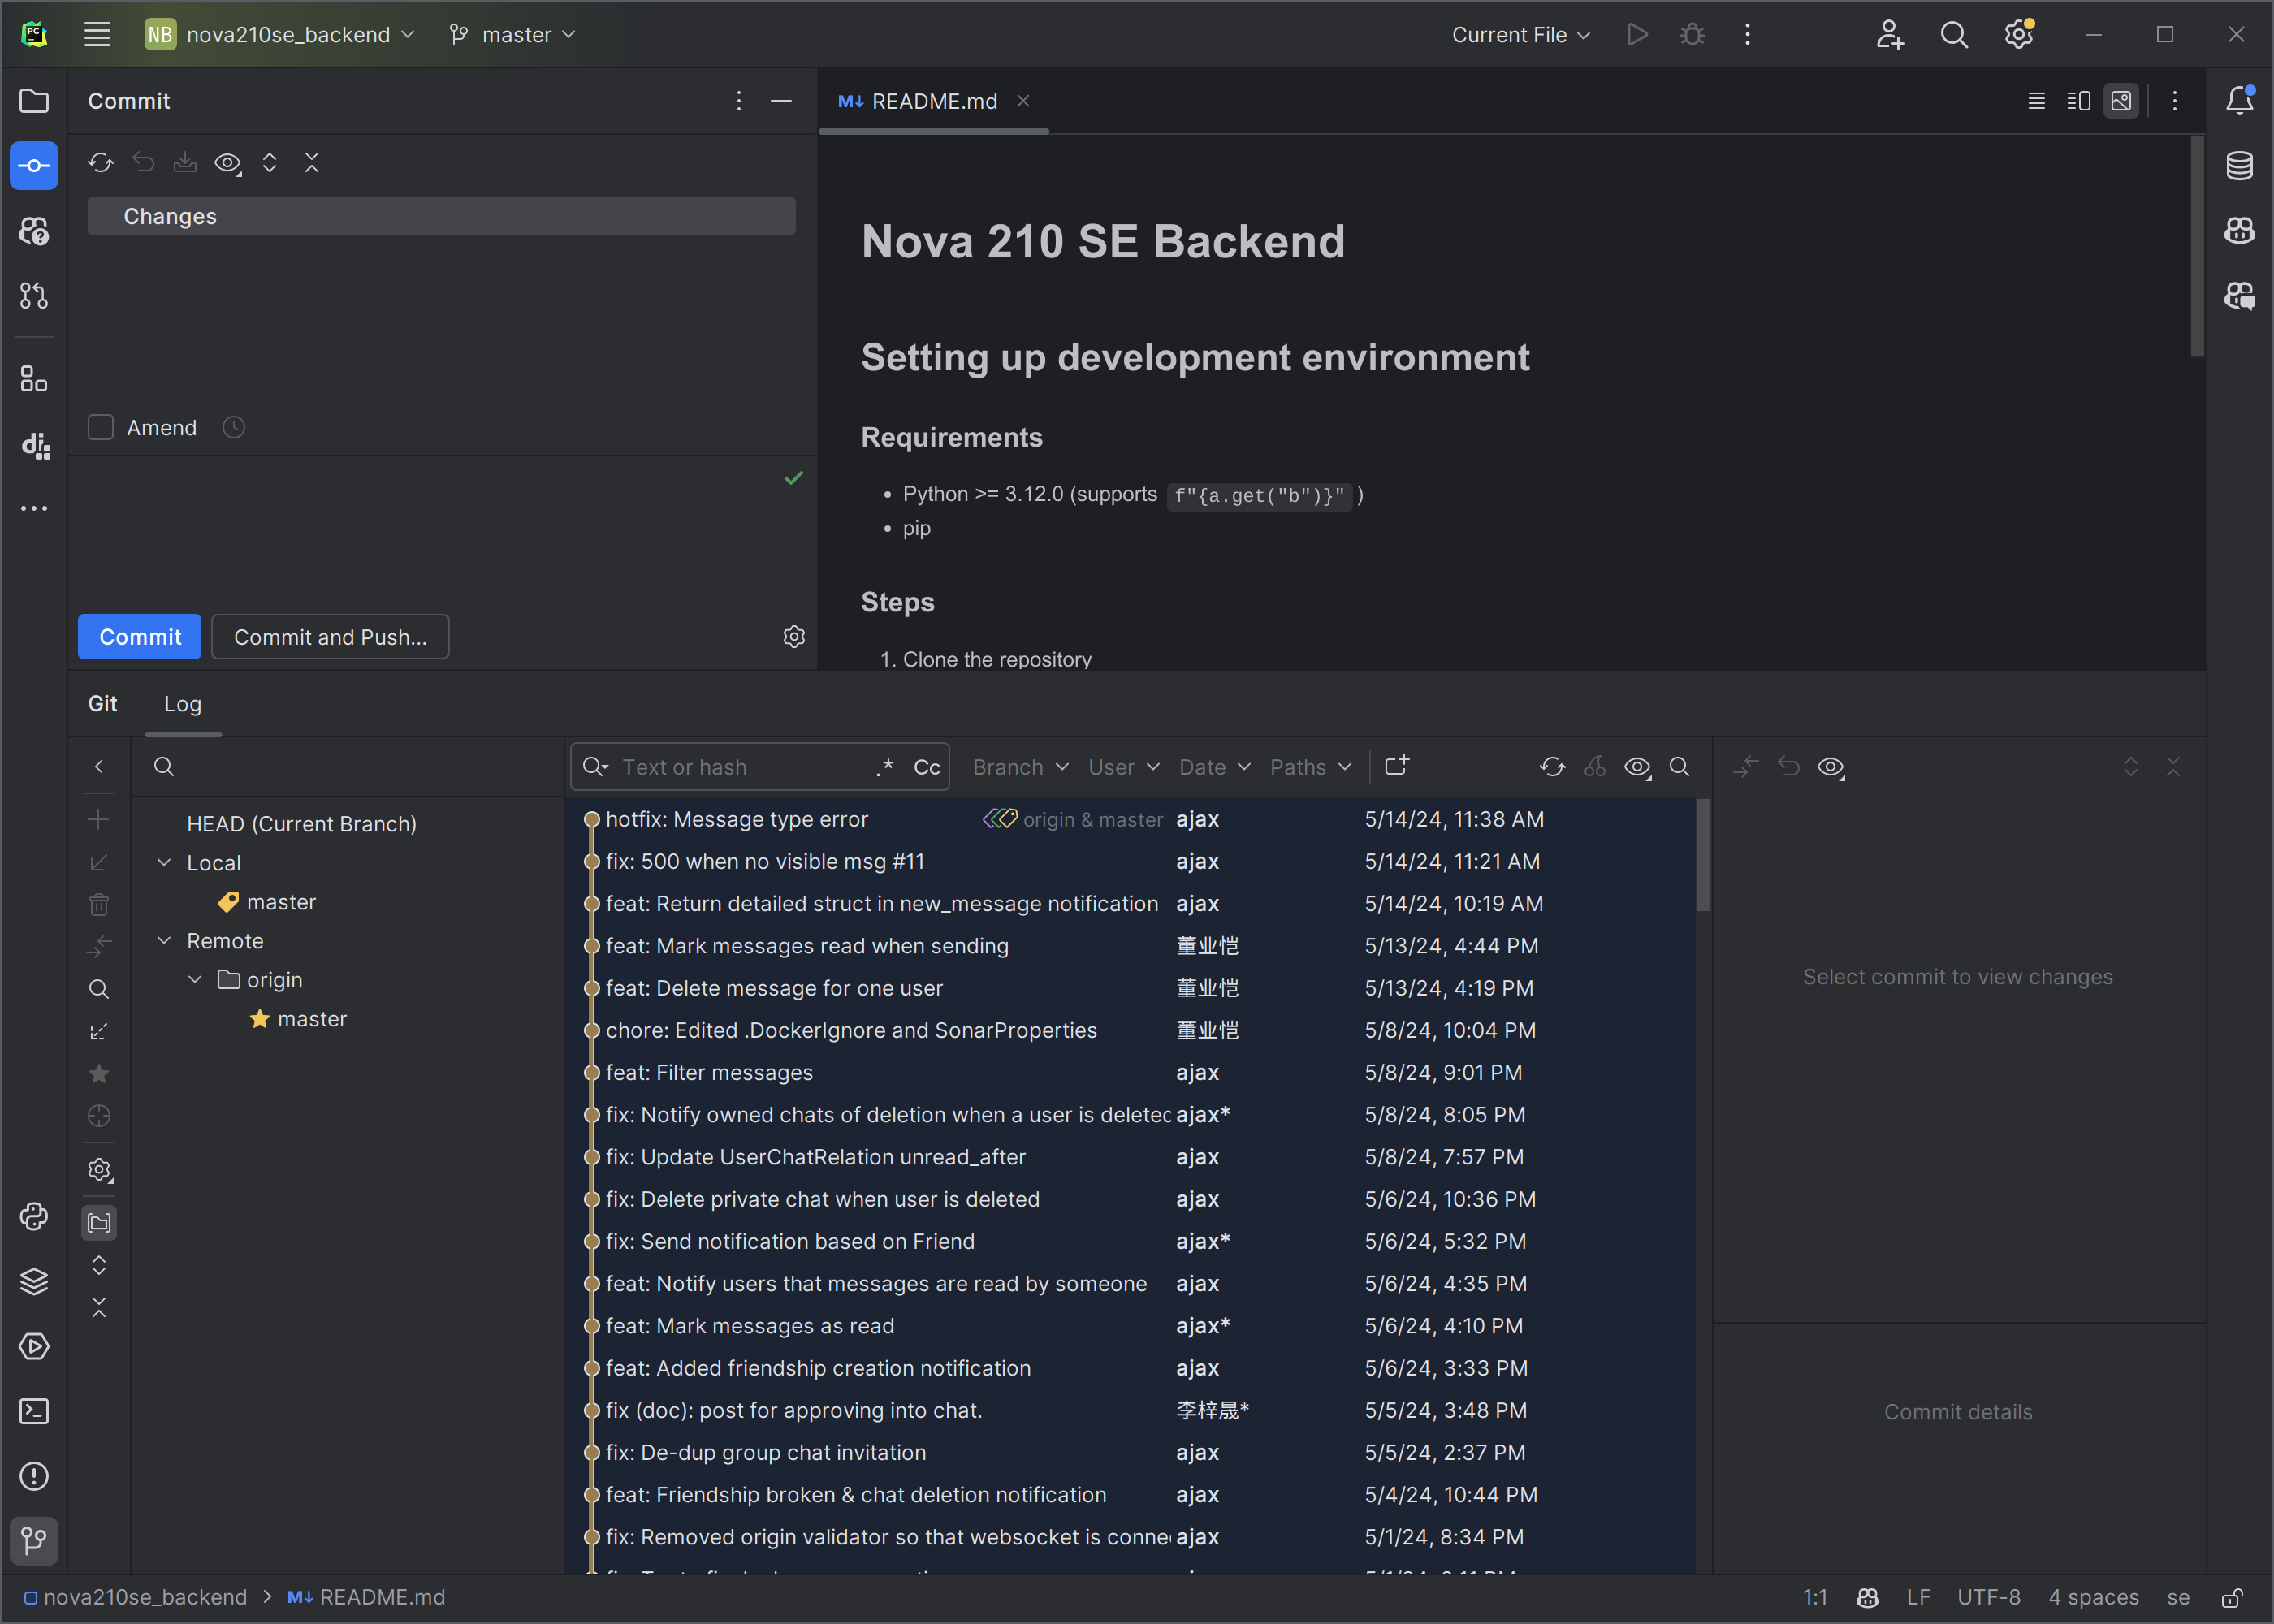 PC
NB nova210se_backend master Current File
Commit
README.md
Changes
Amend
Commit Commit and Push...
Nova 210 SE Backend
Setting up development environment
Requirements
• Python >= 3.12.0 (supports f"{a.get("b")}" )
• pip
Steps
1. Clone the repository
Git Log
Text or hash .* Cc Branch User Date Paths
HEAD (Current Branch)
Local
master
Remote
origin
master
hotfix: Message type error origin & master ajax 5/14/24, 11:38 AM
fix: 500 when no visible msg #11 ajax 5/14/24, 11:21 AM
feat: Return detailed struct in new_message notification ajax 5/14/24, 10:19 AM
feat: Mark messages read when sending 董业恺 5/13/24, 4:44 PM
feat: Delete message for one user 董业恺 5/13/24, 4:19 PM
chore: Edited .DockerIgnore and SonarProperties 董业恺 5/8/24, 10:04 PM
feat: Filter messages ajax 5/8/24, 9:01 PM
fix: Notify owned chats of deletion when a user is deleted ajax* 5/8/24, 8:05 PM
fix: Update UserChatRelation unread_after ajax 5/8/24, 7:57 PM
fix: Delete private chat when user is deleted ajax 5/6/24, 10:36 PM
fix: Send notification based on Friend ajax* 5/6/24, 5:32 PM
feat: Notify users that messages are read by someone ajax 5/6/24, 4:35 PM
feat: Mark messages as read ajax* 5/6/24, 4:10 PM
feat: Added friendship creation notification ajax 5/6/24, 3:33 PM
fix (doc): post for approving into chat. 李梓晟* 5/5/24, 3:48 PM
fix: De-dup group chat invitation ajax 5/5/24, 2:37 PM
feat: Friendship broken & chat deletion notification ajax 5/4/24, 10:44 PM
fix: Removed origin validator so that websocket is conne ajax 5/1/24, 8:34 PM
Select commit to view changes
Commit details
nova210se_backend > README.md 1:1 LF UTF-8 4 spaces se